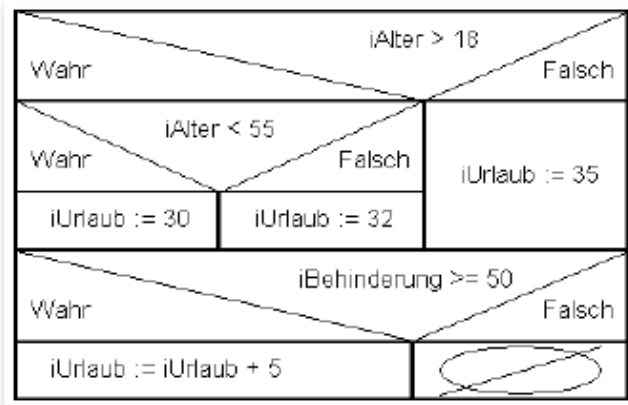 iAlter > 18
Wahr Falsch
iAlter < 55
Wahr Falsch
iUrlaub := 35
iUrlaub := 30 iUrlaub := 32
iBehinderung >= 50
Wahr Falsch
iUrlaub := iUrlaub + 5